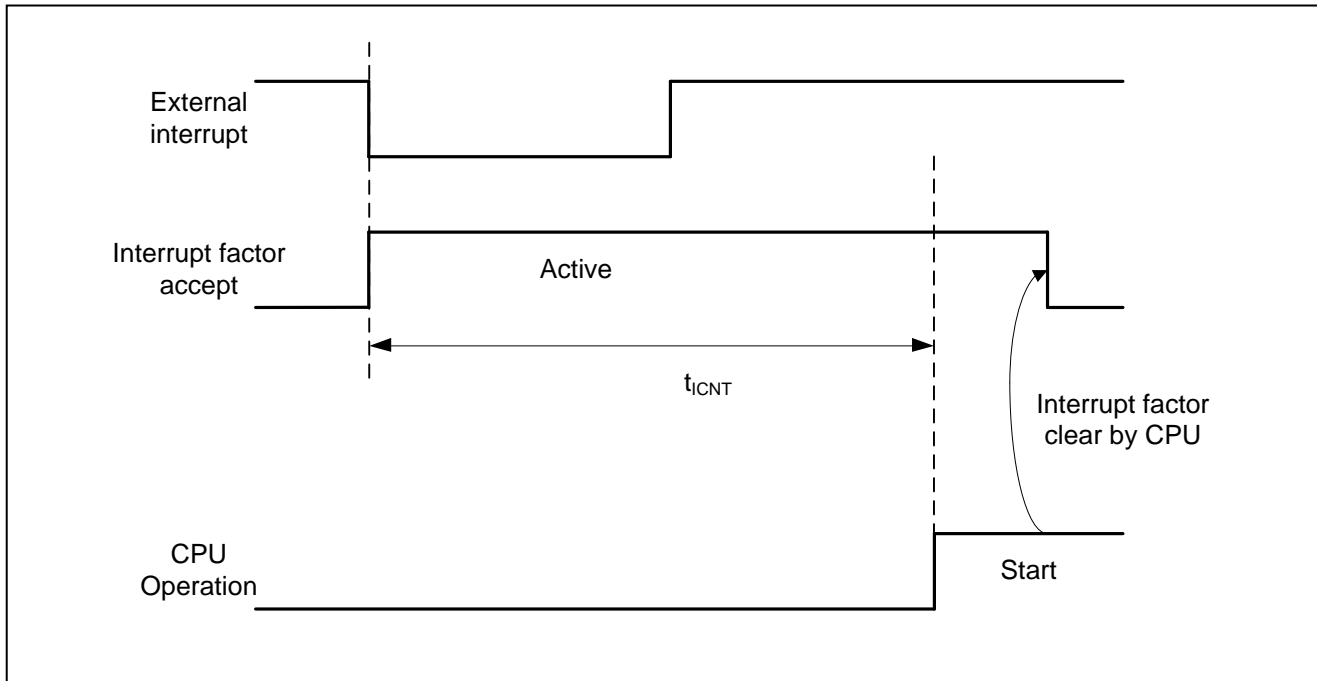 External
interrupt
Interrupt factor
accept
Active
tICNT
Interrupt factor
clear by CPU
CPU
Operation
Start